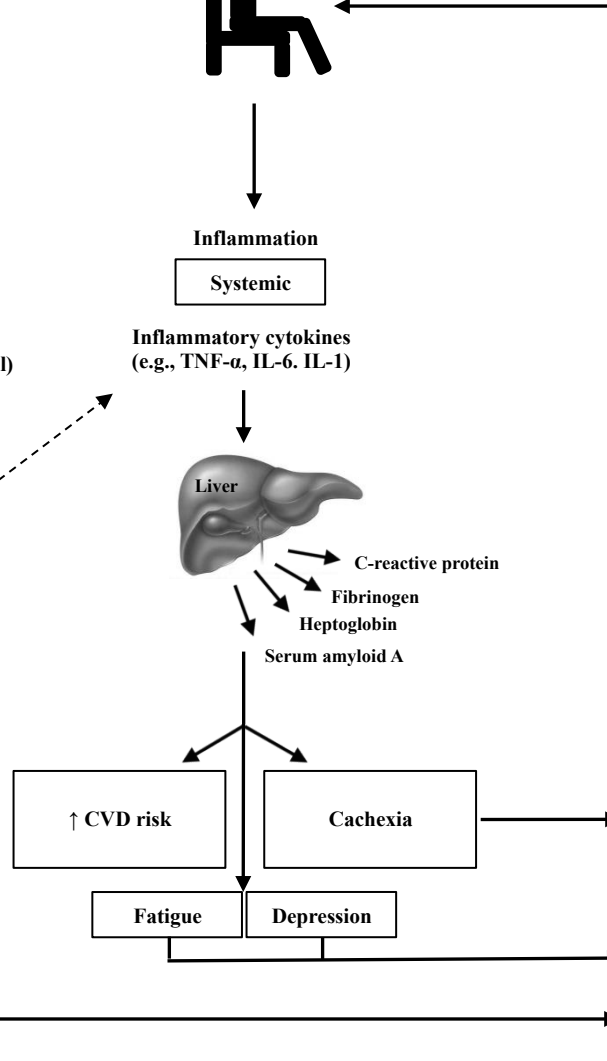 Inflammation
Systemic
Inflammatory cytokines
(e.g., TNF-α, IL-6. IL-1)
l)
Liver
C-reactive protein
Fibrinogen
Heptoglobin
Serum amyloid A
↑ CVD risk
Cachexia
Fatigue
Depression